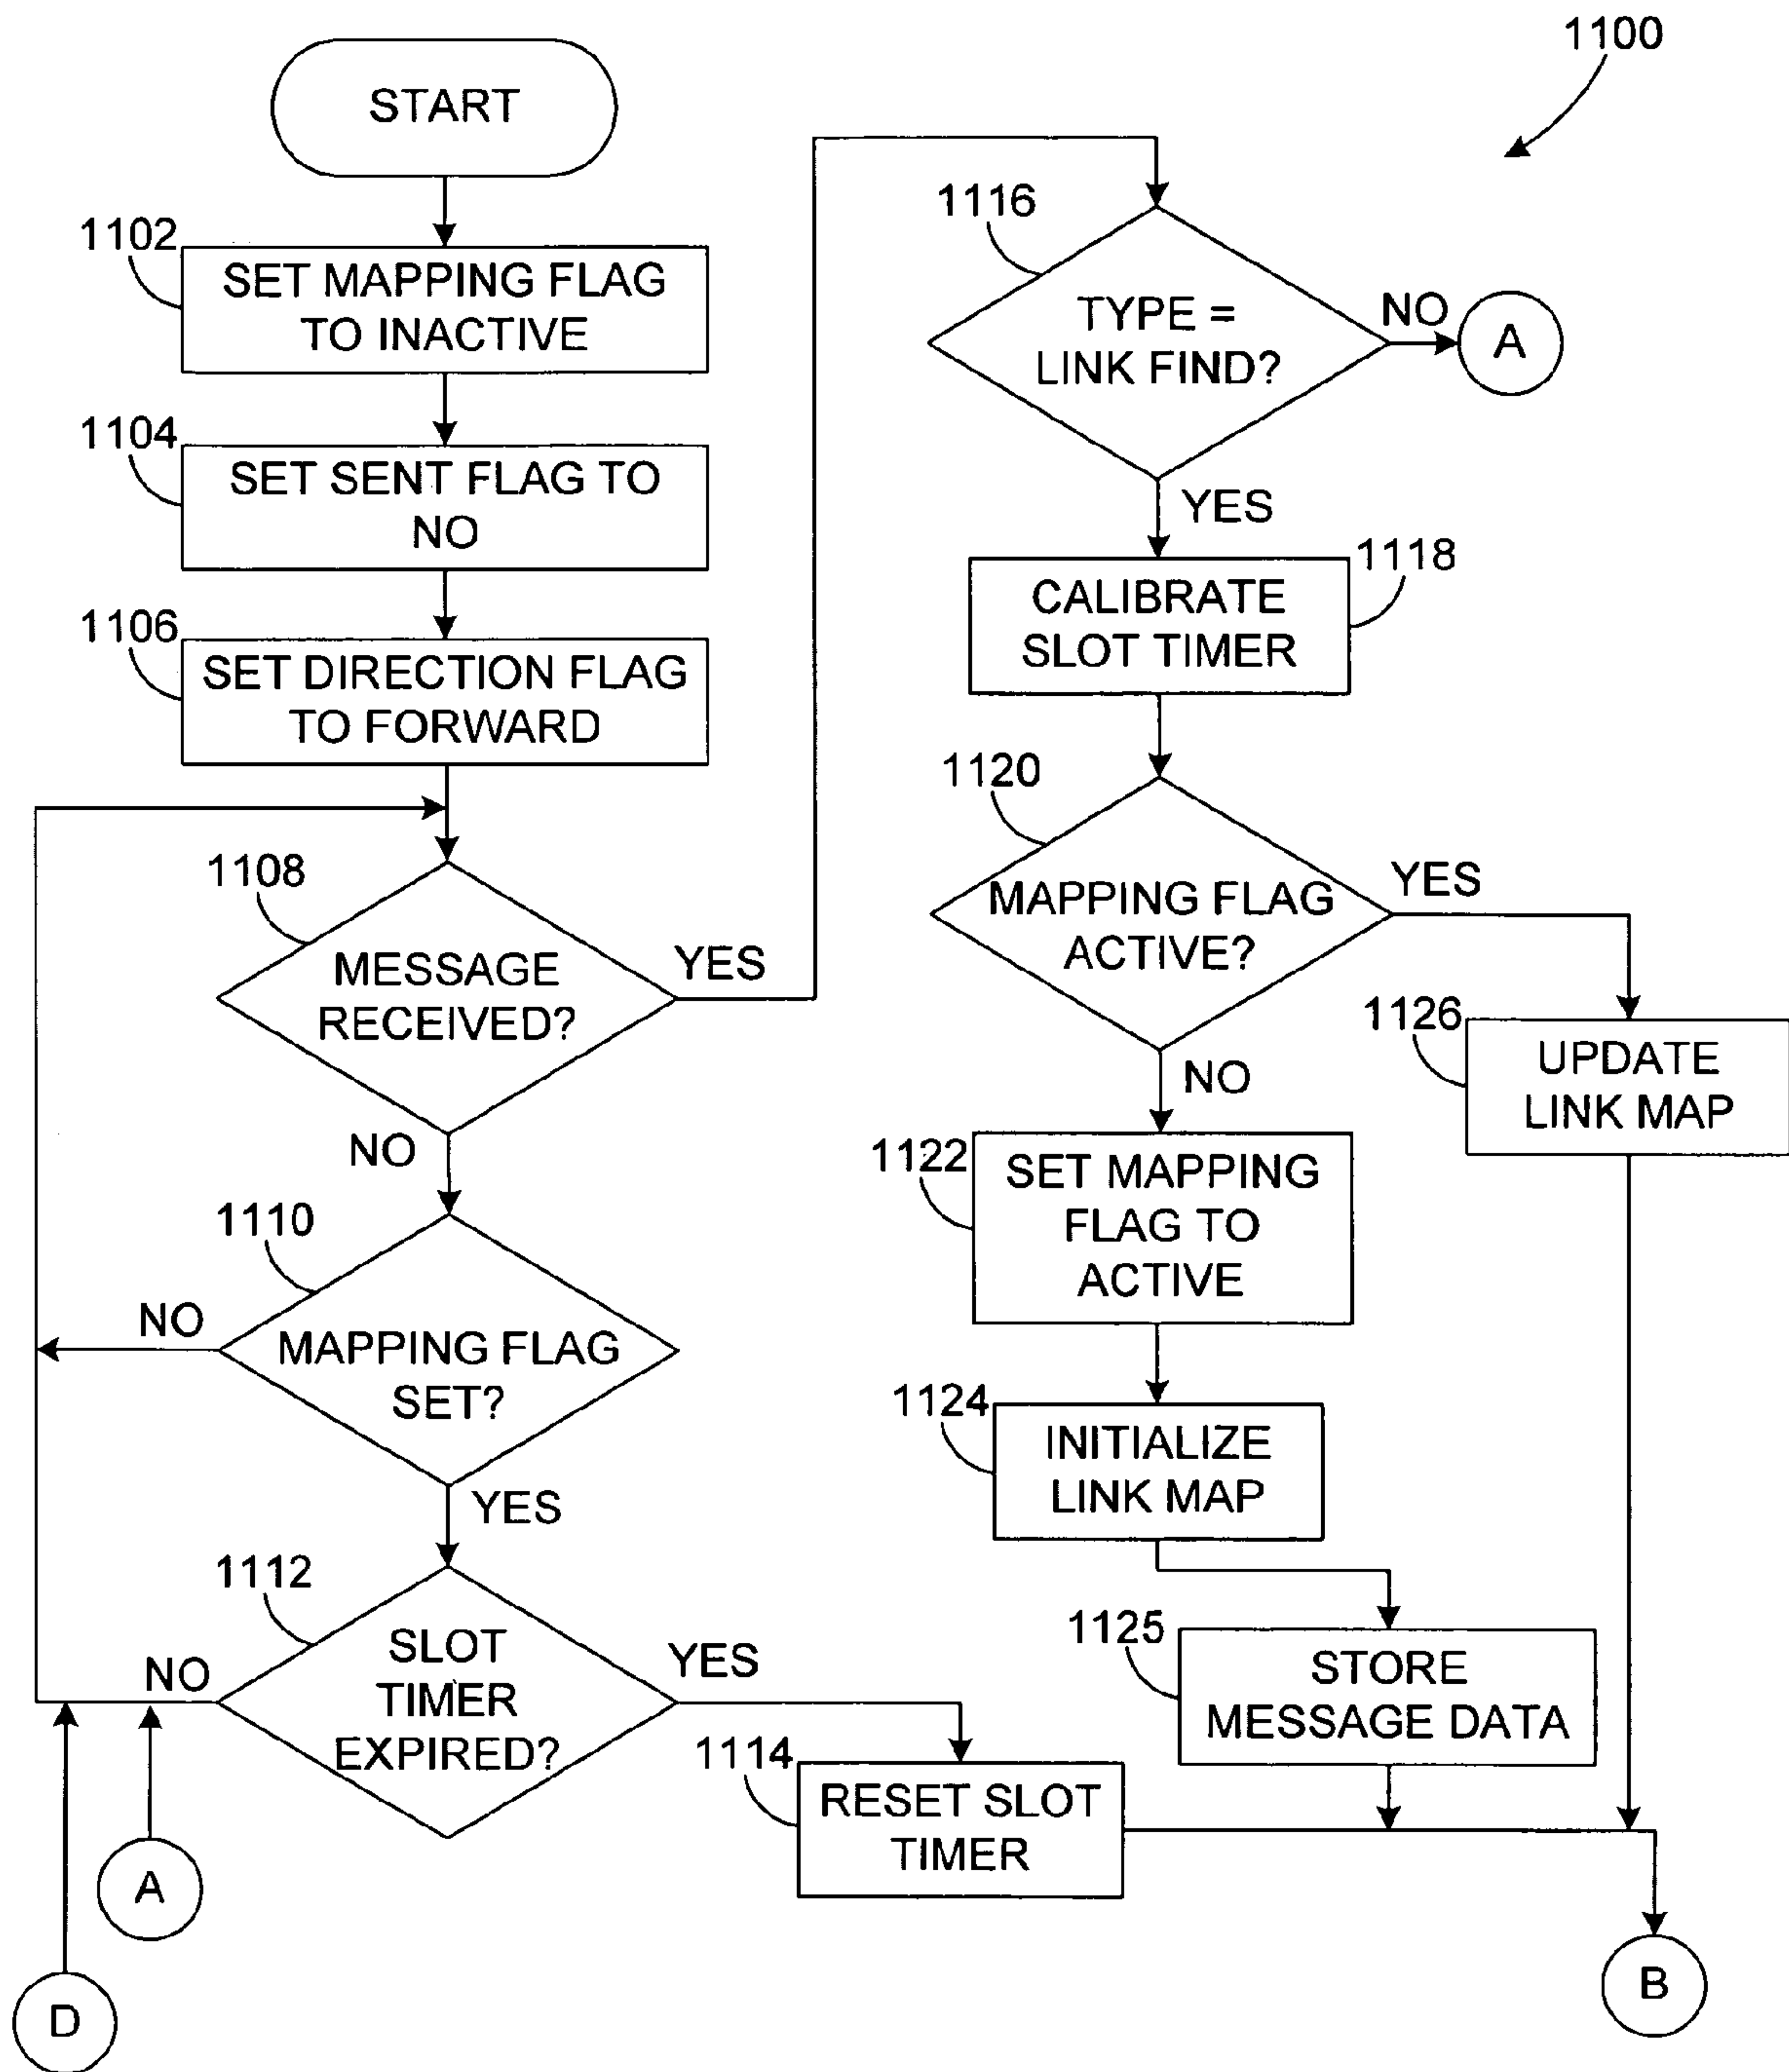 1100
START
1102
SET MAPPING FLAG
TO INACTIVE
1104
SET SENT FLAG TO
NO
1106
SET DIRECTION FLAG
TO FORWARD
1108
MESSAGE
RECEIVED?
YES
NO
1110
MAPPING FLAG
SET?
NO
YES
1112
SLOT
TIMER
EXPIRED?
NO
YES
A
D
1114
RESET SLOT
TIMER
1116
TYPE =
LINK FIND?
NO
A
YES
1118
CALIBRATE
SLOT TIMER
1120
MAPPING FLAG
ACTIVE?
YES
NO
1126
UPDATE
LINK MAP
1122
SET MAPPING
FLAG TO
ACTIVE
1124
INITIALIZE
LINK MAP
1125
STORE
MESSAGE DATA
B